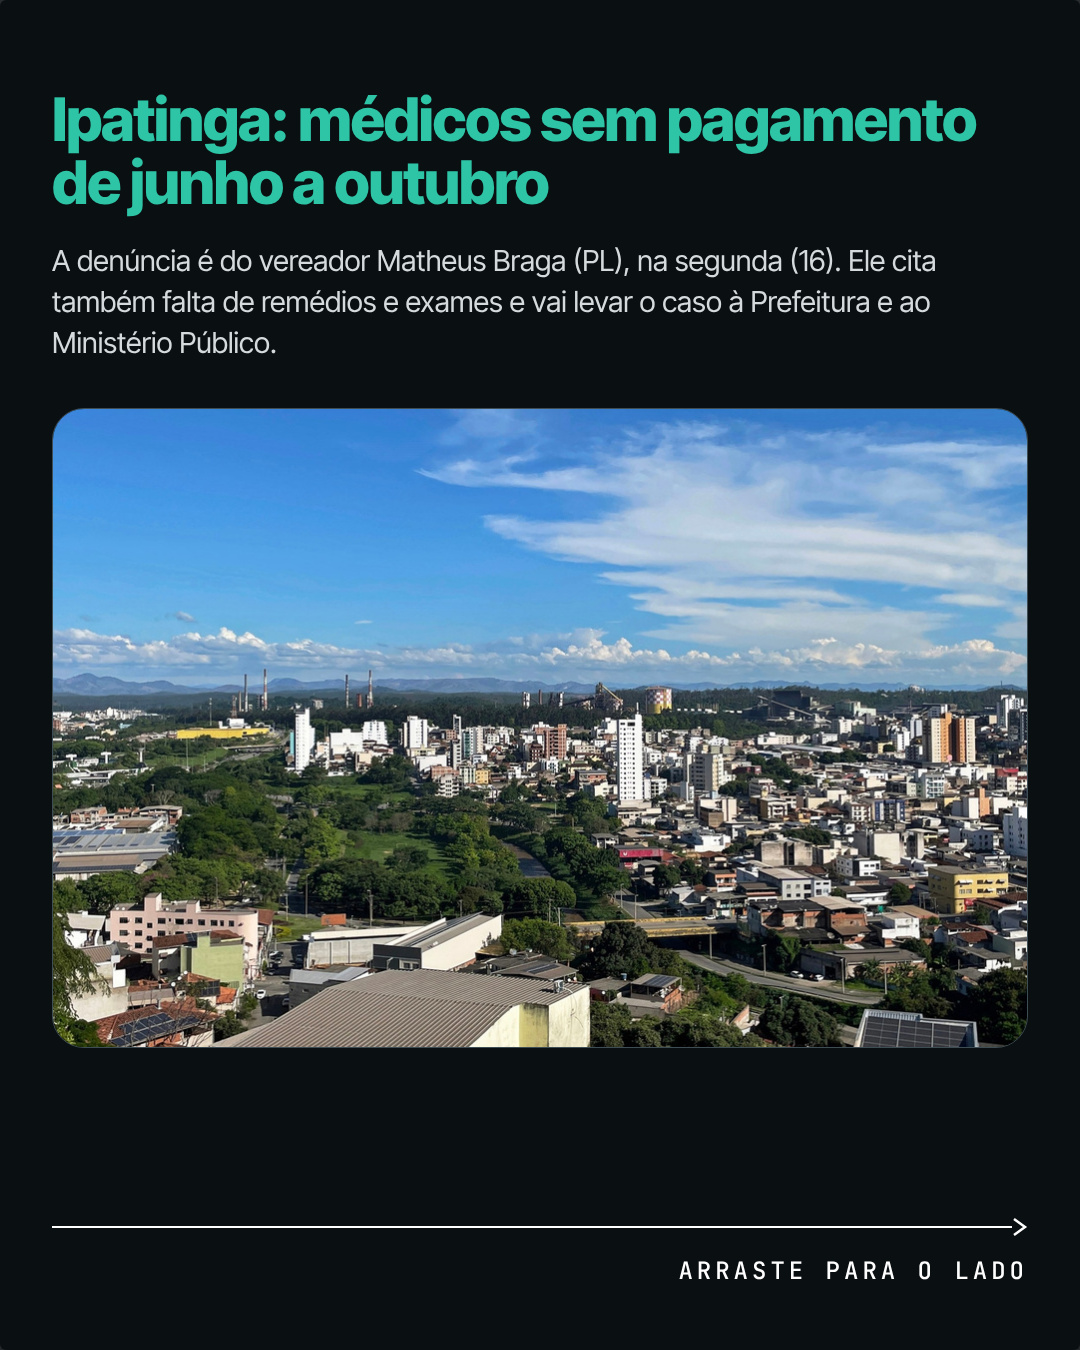 Ipatinga: médicos sem pagamento
de junho a outubro
A denúncia é do vereador Matheus Braga (PL), na segunda (16). Ele cita
também falta de remédios e exames e vai levar o caso à Prefeitura e ao
Ministério Público.
ARRASTE PARA O LADO